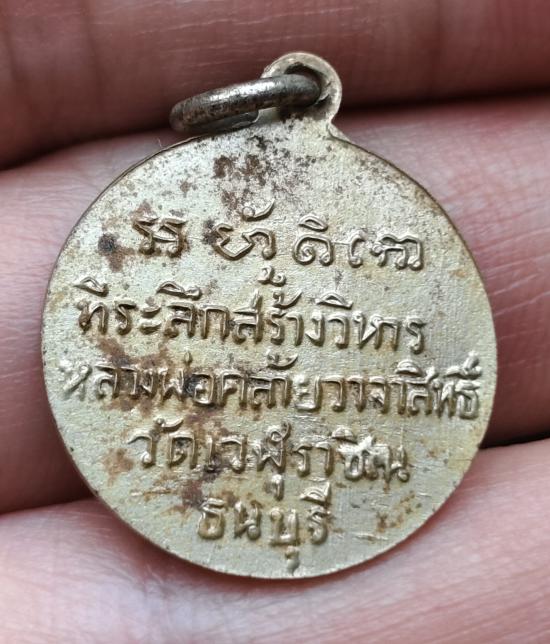 ที่ระลึกสร้างวิหาร
หลวงพ่อคล้ายวาจาสิทธิ์
วัดเวฬุราชิณ
ธนบุรี